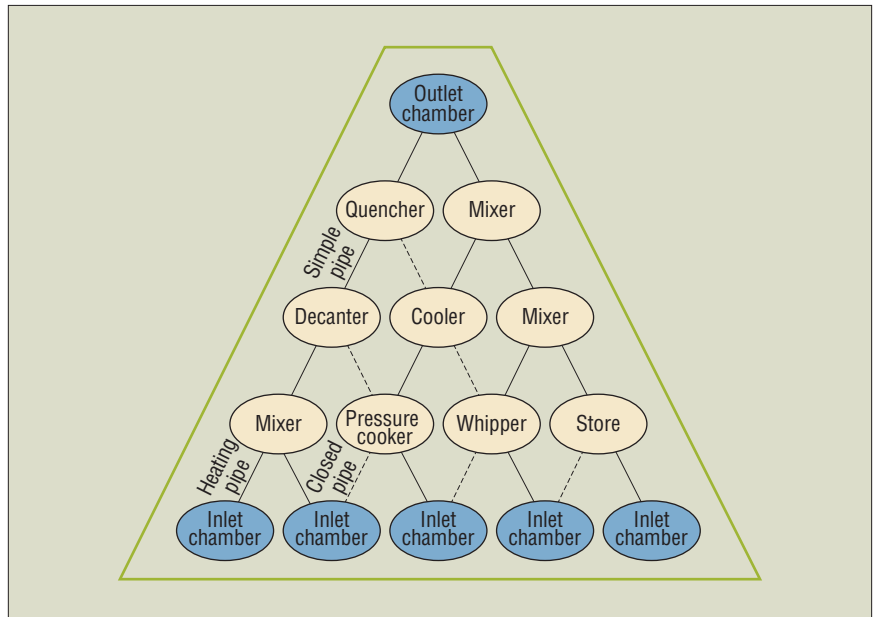 Outlet
chamber
Quencher
Mixer
Simple
pipe
Decanter
Cooler
Mixer
Mixer
Pressure
cooker
Whipper
Store
Heating
pipe
Closed
pipe
Inlet
chamber
Inlet
chamber
Inlet
chamber
Inlet
chamber
Inlet
chamber